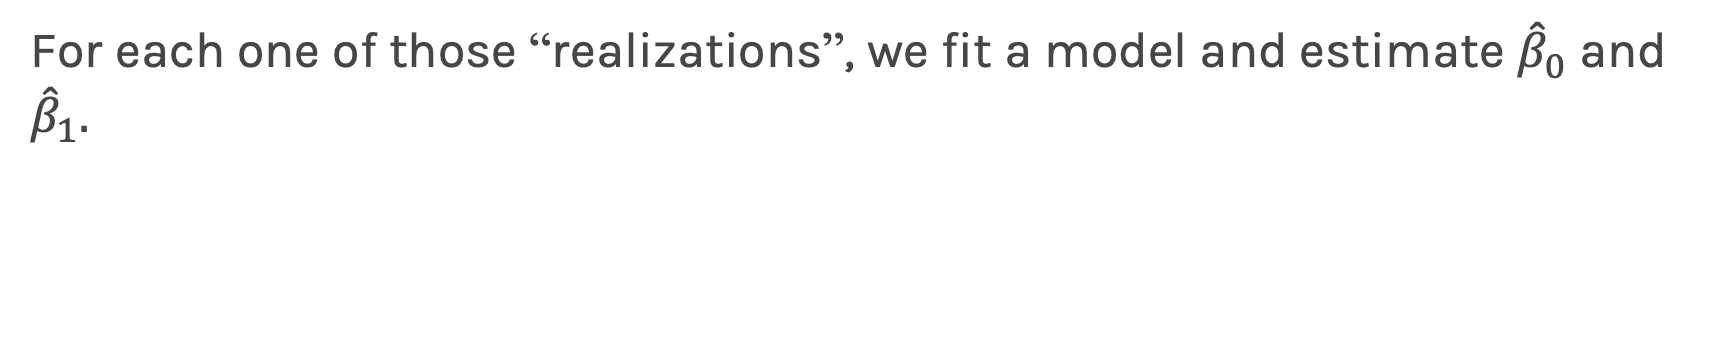 For each one of those “realizations”, we fit a model and estimate β̂₀ and
β̂₁.